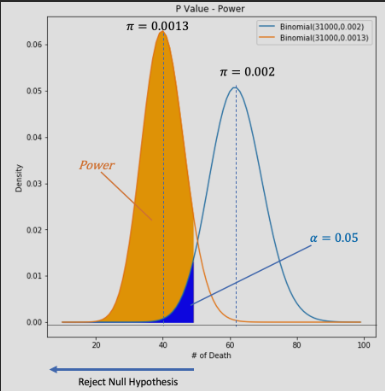 P Value - Power
π = 0.0013
Binomial(31000,0.002)
Binomial(31000,0.0013)
π = 0.002
Power
α = 0.05
Density
0.06
0.05
0.04
0.03
0.02
0.01
0.00
20
40
60
80
100
# of Death
Reject Null Hypothesis